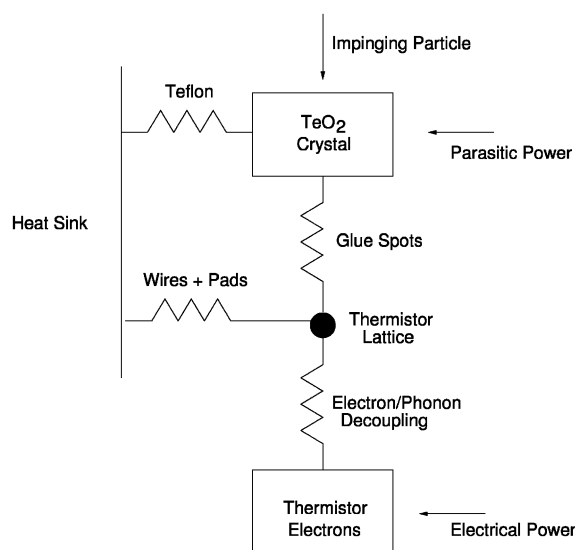 Impinging Particle
Teflon
TeO2
Crystal
Parasitic Power
Heat Sink
Glue Spots
Wires + Pads
Thermistor
Lattice
Electron/Phonon
Decoupling
Thermistor
Electrons
Electrical Power